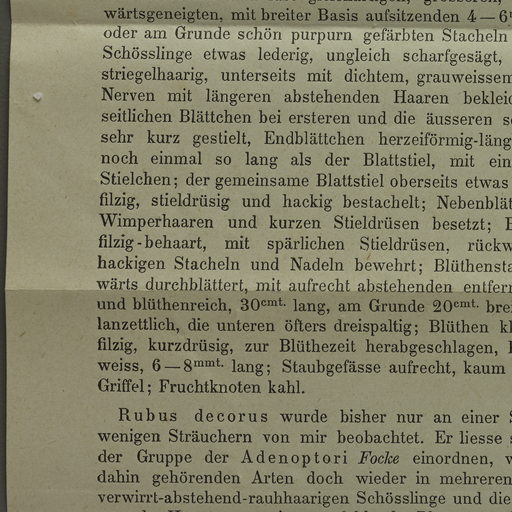 wärtsgeneigten, mit breiter Basis aufsitzenden 4—6
oder am Grunde schön purpurn gefärbten Stacheln
Schösslinge etwas lederig, ungleich scharfgesägt,
striegelhaarig, unterseits mit dichtem, grauweissem
Nerven mit längeren abstehenden Haaren bekleid
seitlichen Blättchen bei ersteren und die äusseren
sehr kurz gestielt, Endblättchen herzeiförmig-läng
noch einmal so lang als der Blattstiel, mit ein
Stielchen; der gemeinsame Blattstiel oberseits etwas
filzig, stieldrüsig und hackig bestachelt; Nebenblät
Wimperhaaren und kurzen Stieldrüsen besetzt;
filzig-behaart, mit spärlichen Stieldrüsen, rückw
hackigen Stacheln und Nadeln bewehrt; Blüthensta
wärts durchblättert, mit aufrecht abstehenden entfern
und blüthenreich, 30cmt. lang, am Grunde 20cmt. brei
lanzettlich, die unteren öfters dreispaltig; Blüthen kl
filzig, kurzdrüsig, zur Blüthezeit herabgeschlagen,
weiss, 6—8mmt. lang; Staubgefässe aufrecht, kaum
Griffel; Fruchtknoten kahl.
Rubus decorus wurde bisher nur an einer S
wenigen Sträuchern von mir beobachtet. Er liesse s
der Gruppe der Adenoptori Focke einordnen, w
dahin gehörenden Arten doch wieder in mehreren
verwirrt-abstehend-rauhhaarigen Schösslinge und die